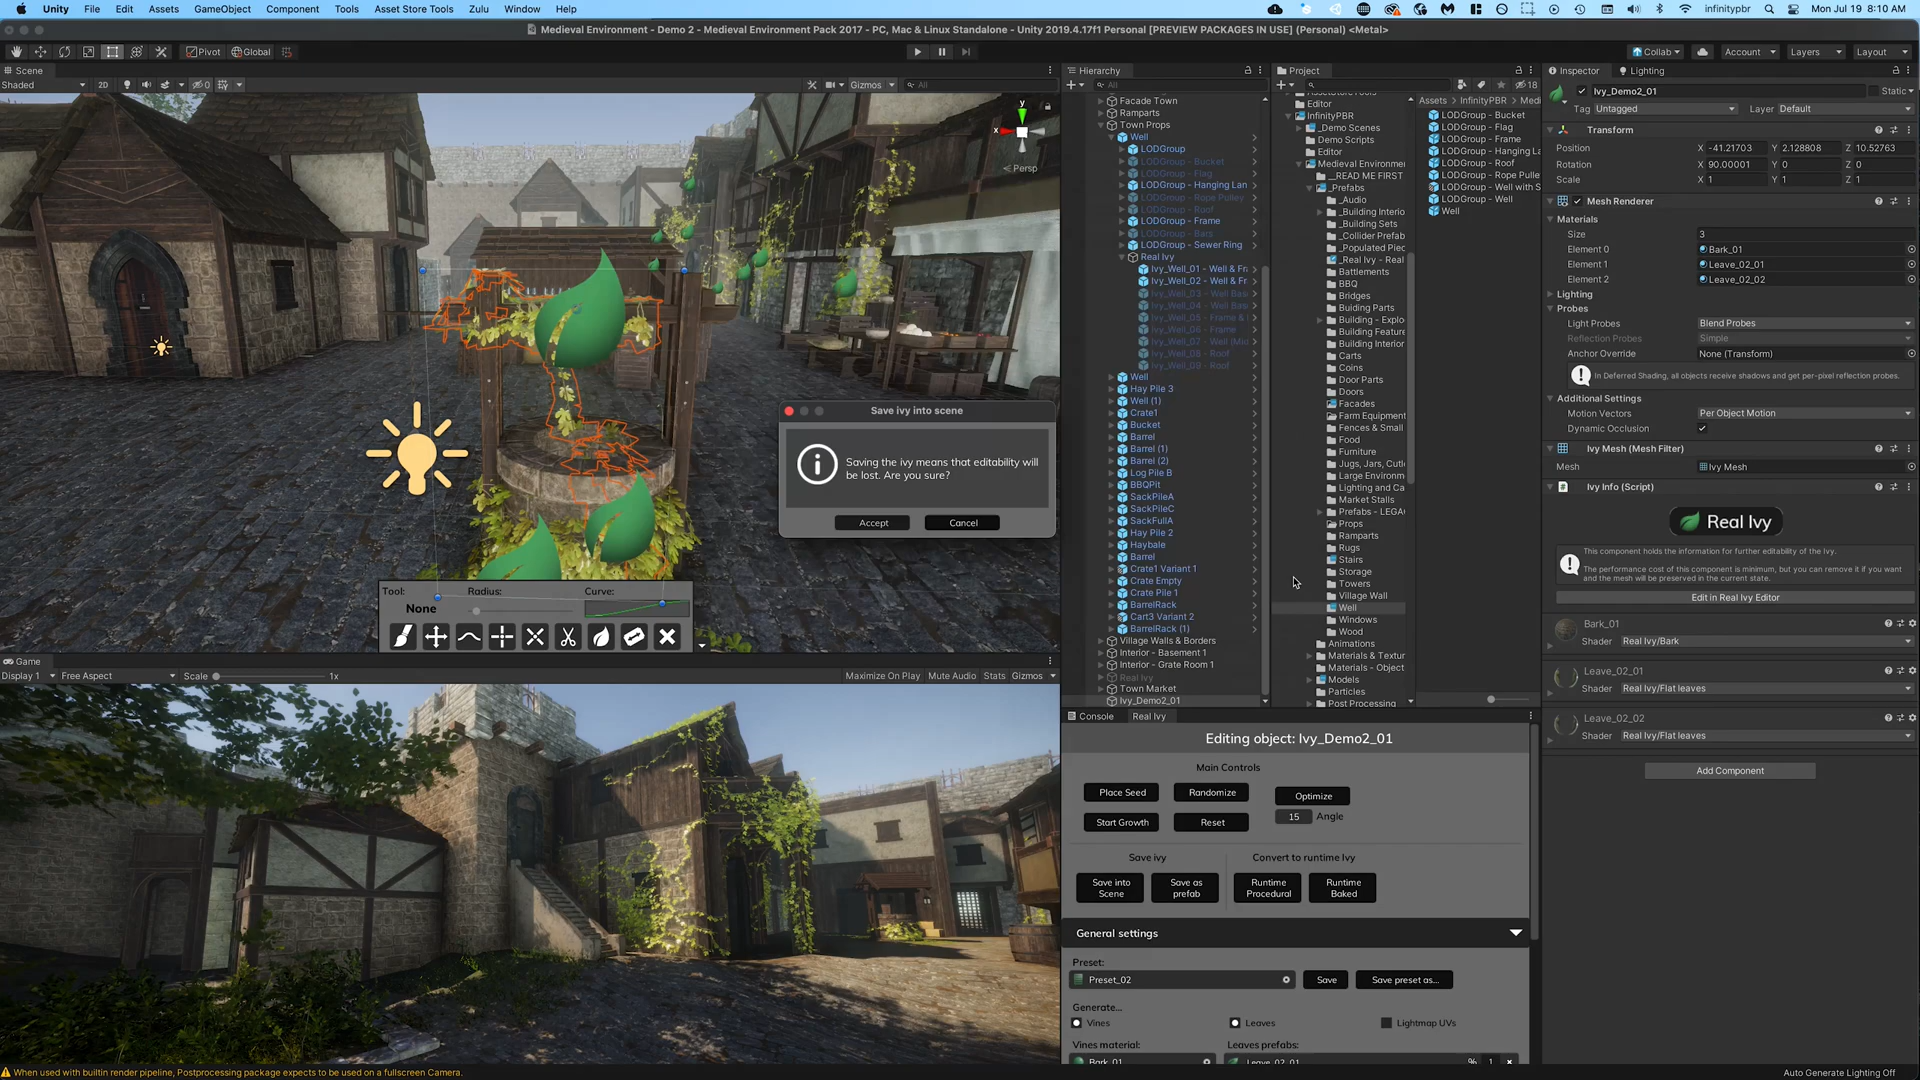 Unity File Edit Assets GameObject Component Tools Asset Store Tools Zulu Window Help
infinitypbr Mon Jul 19 8:10 AM
Medieval Environment - Demo 2 - Medieval Environment Pack 2017 - PC, Mac & Linux Standalone - Unity 2019.4.17f1 Personal [PREVIEW PACKAGES IN USE] (Personal) <Metal>
Pivot Global
Collab Account Layers Layout
Scene
Shaded 2D 0 Gizmos All
y
x
Persp
Save ivy into scene
Saving the ivy means that editability will
be lost. Are you sure?
Accept Cancel
Tool: Radius: Curve:
None
Game
Display 1 Free Aspect Scale 1x Maximize On Play Mute Audio Stats Gizmos
Hierarchy
All
Facade Town
Ramparts
Town Props
Well
LODGroup
LODGroup - Bucket
LODGroup - Flag
LODGroup - Hanging Lan
LODGroup - Rope Pulley
LODGroup - Roof
LODGroup - Frame
LODGroup - Bars
LODGroup - Sewer Ring
Real Ivy
Ivy_Well_01 - Well & Fr
Ivy_Well_02 - Well & Fr
Ivy_Well_03 - Well Bas
Ivy_Well_04 - Well Bas
Ivy_Well_05 - Frame &
Ivy_Well_06 - Frame
Ivy_Well_07 - Well (Mu
Ivy_Well_08 - Roof
Ivy_Well_09 - Roof
Well
Hay Pile 3
Well (1)
Crate1
Bucket
Barrel
Barrel (1)
Barrel (2)
Log Pile B
BBQPit
SackPileA
SackPileC
SackFullA
Hay Pile 2
Haybale
Barrel
Crate1 Variant 1
Crate Empty
Crate Pile 1
BarrelRack
Cart3 Variant 2
BarrelRack (1)
Village Walls & Borders
Interior - Basement 1
Interior - Grate Room 1
Real Ivy
Town Market
Ivy_Demo2_01
Project
18
Editor
InfinityPBR
_Demo Scenes
Demo Scripts
Editor
Medieval Environme
__READ ME FIRST
_Prefabs
_Audio
_Building Interio
_Building Sets
_Collider Prefab
_Populated Piec
_Real Ivy - Real
Battlements
BBQ
Bridges
Buiding Parts
Building - Explo
Building Feature
Building Interior
Carts
Coins
Door Parts
Doors
Facades
Farm Equipment
Fences & Small
Food
Furniture
Jugs, Jars, Cutle
Large Environm
Lighting and Ca
Market Stalls
Prefabs - LEGA
Props
Ramparts
Rugs
Stairs
Storage
Towers
Village Wall
Well
Windows
Wood
Animations
Materials & Textur
Materials - Object
Models
Particles
Post Processing
Assets InfinityPBR Medi
LODGroup - Bucket
LODGroup - Flag
LODGroup - Frame
LODGroup - Hanging La
LODGroup - Roof
LODGroup - Rope Pulle
LODGroup - Well with S
LODGroup - Well
Well
Inspector Lighting
Ivy_Demo2_01 Static
Tag Untagged Layer Default
Transform
Position X -41.21703 Y 2.128808 Z 10.52763
Rotation X 90.00001 Y 0 Z 0
Scale X 1 Y 1 Z 1
Mesh Renderer
Materials
Size 3
Element 0 Bark_01
Element 1 Leave_02_01
Element 2 Leave_02_02
Lighting
Probes
Light Probes Blend Probes
Reflection Probes Simple
Anchor Override None (Transform)
In Deferred Shading, all objects receive shadows and get per-pixel reflection probes.
Additional Settings
Motion Vectors Per Object Motion
Dynamic Occlusion
Ivy Mesh (Mesh Filter)
Mesh Ivy Mesh
Ivy Info (Script)
Real Ivy
This component holds the information for further editability of the Ivy.
The performance cost of this component is minimum, but you can remove it if you want
and the mesh will be preserved in the current state.
Edit in Real Ivy Editor
Bark_01
Shader Real Ivy/Bark
Leave_02_01
Shader Real Ivy/Flat leaves
Leave_02_02
Shader Real Ivy/Flat leaves
Add Component
Console Real Ivy
Editing object: Ivy_Demo2_01
Main Controls
Place Seed Randomize Optimize
Start Growth Reset 15 Angle
Save ivy Convert to runtime Ivy
Save into Scene Save as prefab Runtime Procedural Runtime Baked
General settings
Preset:
Preset_02 Save Save preset as...
Generate...
Vines Leaves Lightmap UVs
Vines material: Leaves prefabs:
Bark_01 Leave_02_01 % 1 x
When used with builtin render pipeline, Postprocessing package expects to be used on a fullscreen Camera.
Auto Generate Lighting Off